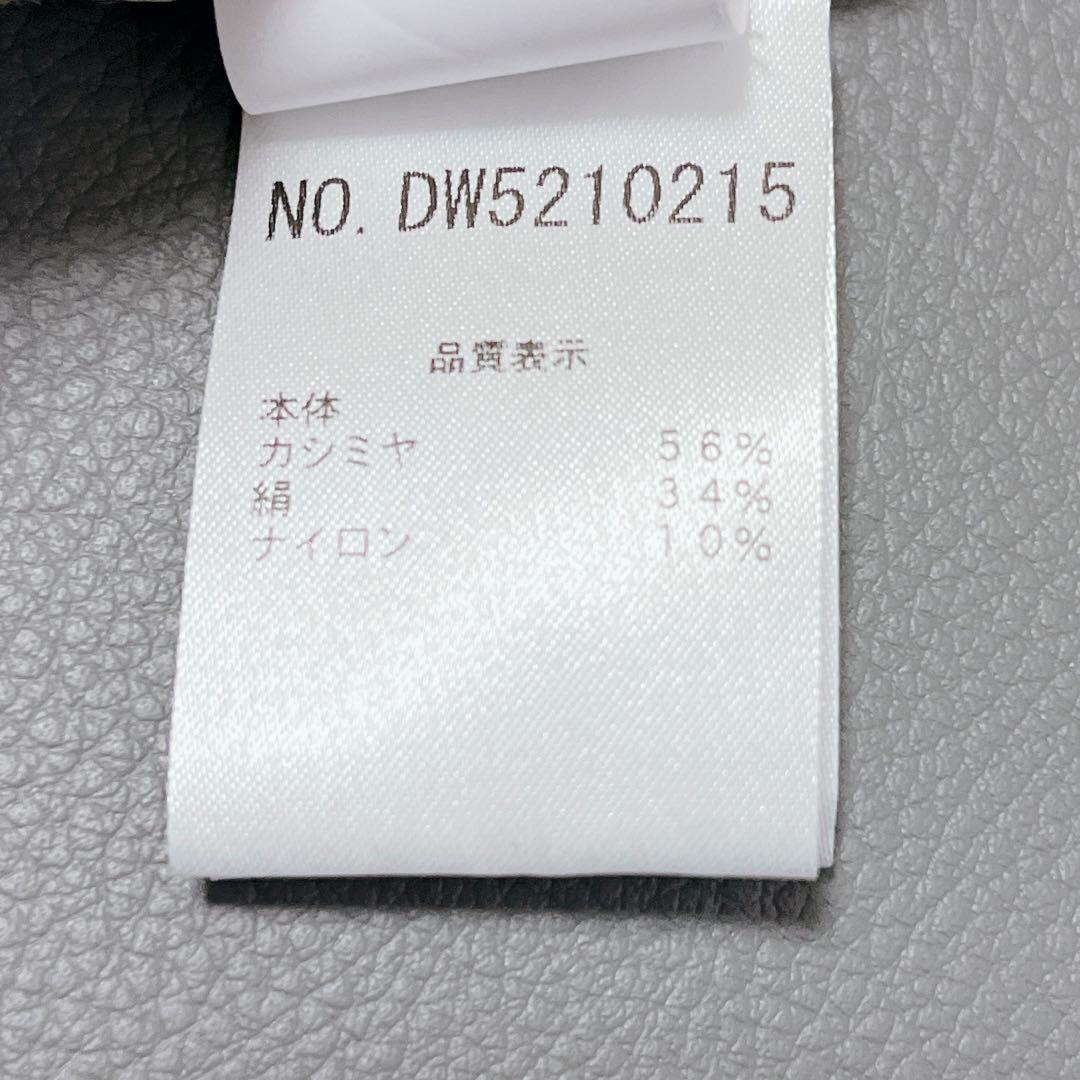 NO. DW5210215
品質表示
本体
カシミヤ 56%
絹 34%
ナイロン 10%